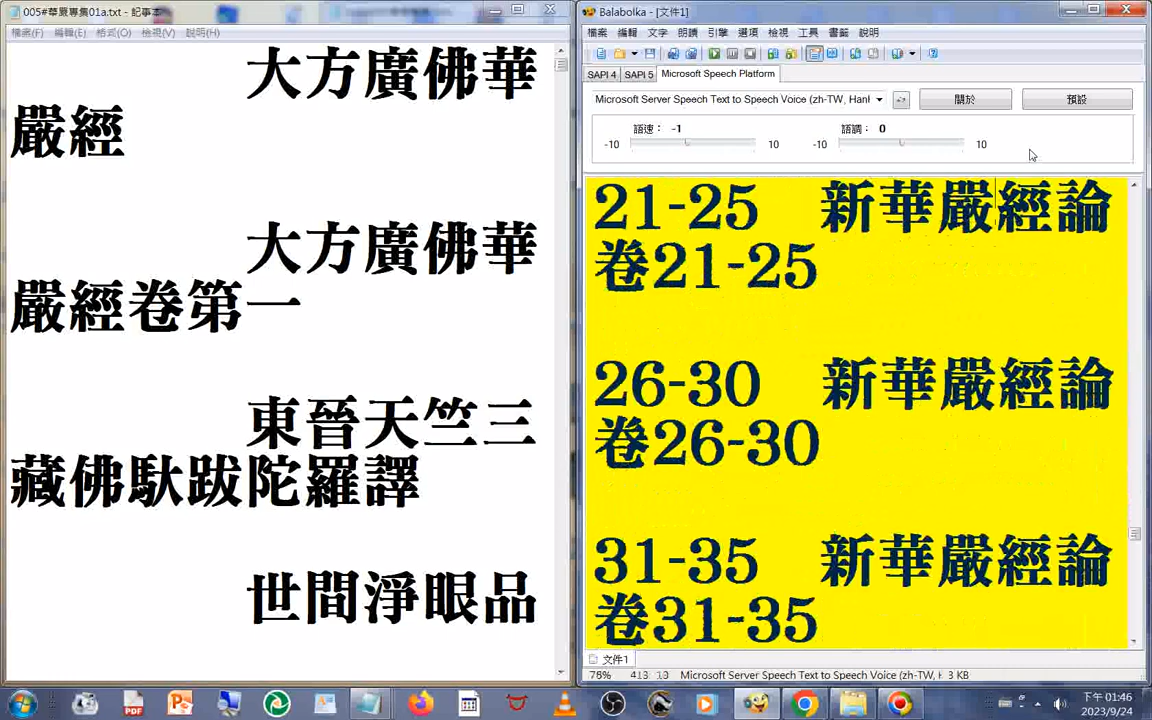 005#華嚴專集01a.txt - 記事本
檔案(F) 編輯(E) 格式(O) 檢視(V) 說明(H)
大方廣佛華
嚴經
大方廣佛華
嚴經卷第一
東晉天竺三
藏佛馱跋陀羅譯
世間淨眼品
Balabolka - [文件1]
檔案 編輯 文字 朗讀 引擎 選項 檢視 工具 書籤 說明
SAPI 4 SAPI 5 Microsoft Speech Platform
Microsoft Server Speech Text to Speech Voice (zh-TW, Hanl
關於 預設
語速: -1 語調: 0
-10 10 -10 10
21-25 新華嚴經論
卷21-25
26-30 新華嚴經論
卷26-30
31-35 新華嚴經論
卷31-35
文件1
Microsoft Server Speech Text to Speech Voice (zh-TW, 3 KB
下午 01:46
2023/9/24